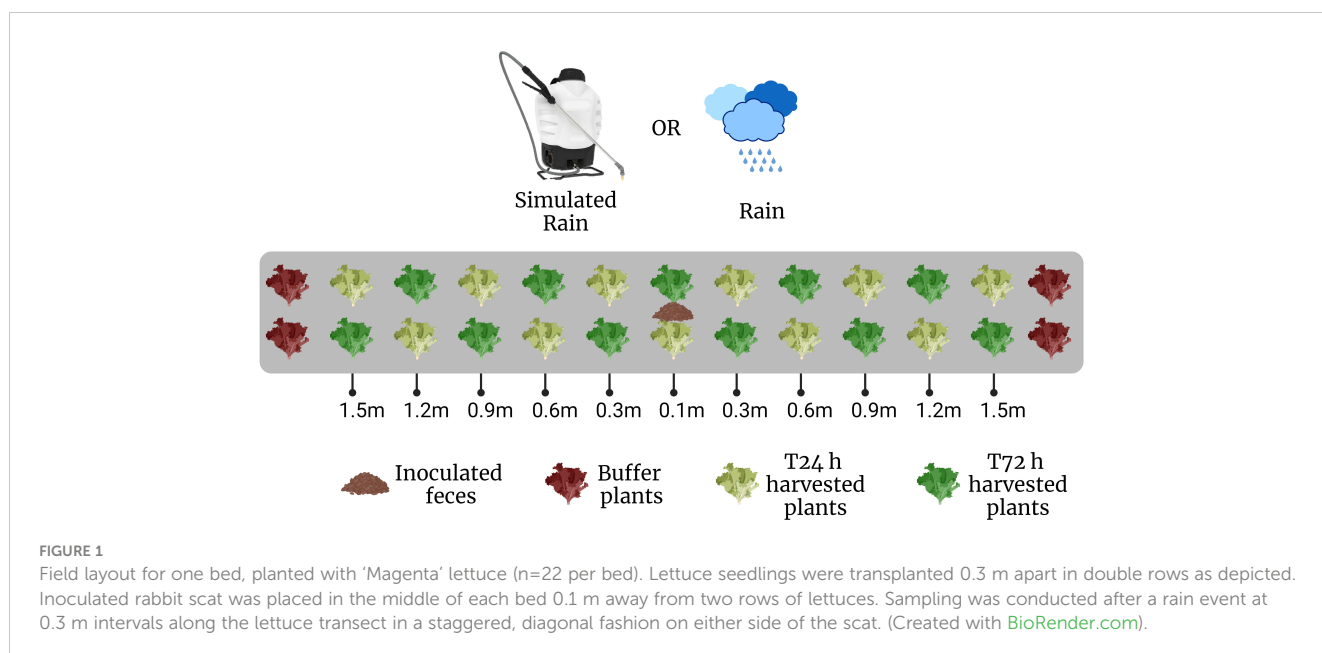 OR
Simulated
Rain
Rain
1.5m 1.2m 0.9m 0.6m 0.3m 0.1m 0.3m 0.6m 0.9m 1.2m 1.5m
Inoculated
feces
Buffer
plants
T24 h
harvested
plants
T72 h
harvested
plants
FIGURE 1
Field layout for one bed, planted with ‘Magenta’ lettuce (n=22 per bed). Lettuce seedlings were transplanted 0.3 m apart in double rows as depicted.
Inoculated rabbit scat was placed in the middle of each bed 0.1 m away from two rows of lettuces. Sampling was conducted after a rain event at
0.3 m intervals along the lettuce transect in a staggered, diagonal fashion on either side of the scat. (Created with BioRender.com).